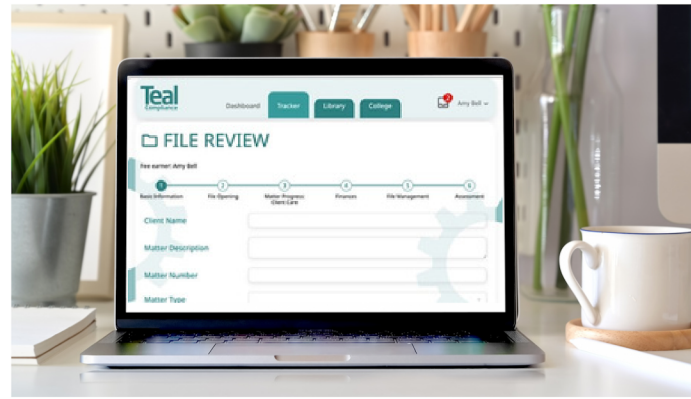 Teal
Compliance
Dashboard Tracker Library College 2 Amy Bell
FILE REVIEW
Fee earner: Amy Bell
1 2 3 4 5 6
Basic Information File Opening Matter Progress: Finances File Management Assessment
Client Care
Client Name
Matter Description
Matter Number
Matter Type